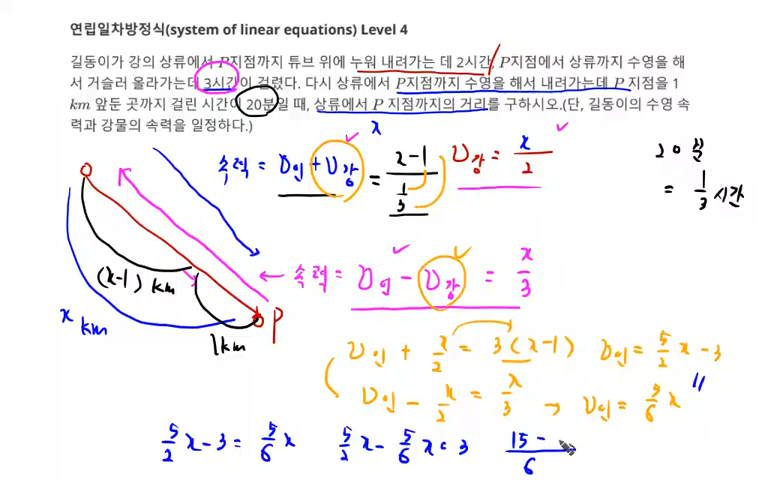 연립일차방정식(system of linear equations) Level 4
길동이가 강의 상류에서 P지점까지 튜브 위에 누워 내려가는 데 2시간, P지점에서 상류까지 수영을 해
서 거슬러 올라가는데 3시간이 걸렸다. 다시 상류에서 P지점까지 수영을 해서 내려가는데 P 지점을 1
km 앞둔 곳까지 걸린 시간이 20분일 때, 상류에서 P 지점까지의 거리를 구하시오.(단, 길동이의 수영 속
력과 강물의 속력을 일정하다.)
x
속력 = V길 + V강 = (x-1)/(1/3)
V강 = x/2
20분
= 1/3 시간
(x-1) km
x km
1km
P
← 속력 = V길 - V강 = x/3
V길 + x/2 = 3(x-1) V길 = 5/2 x - 3
V길 - x/2 = x/3 → V길 = 5/6 x
5/2 x - 3 = 5/6 x 5/2 x - 5/6 x = 3 15 - /6